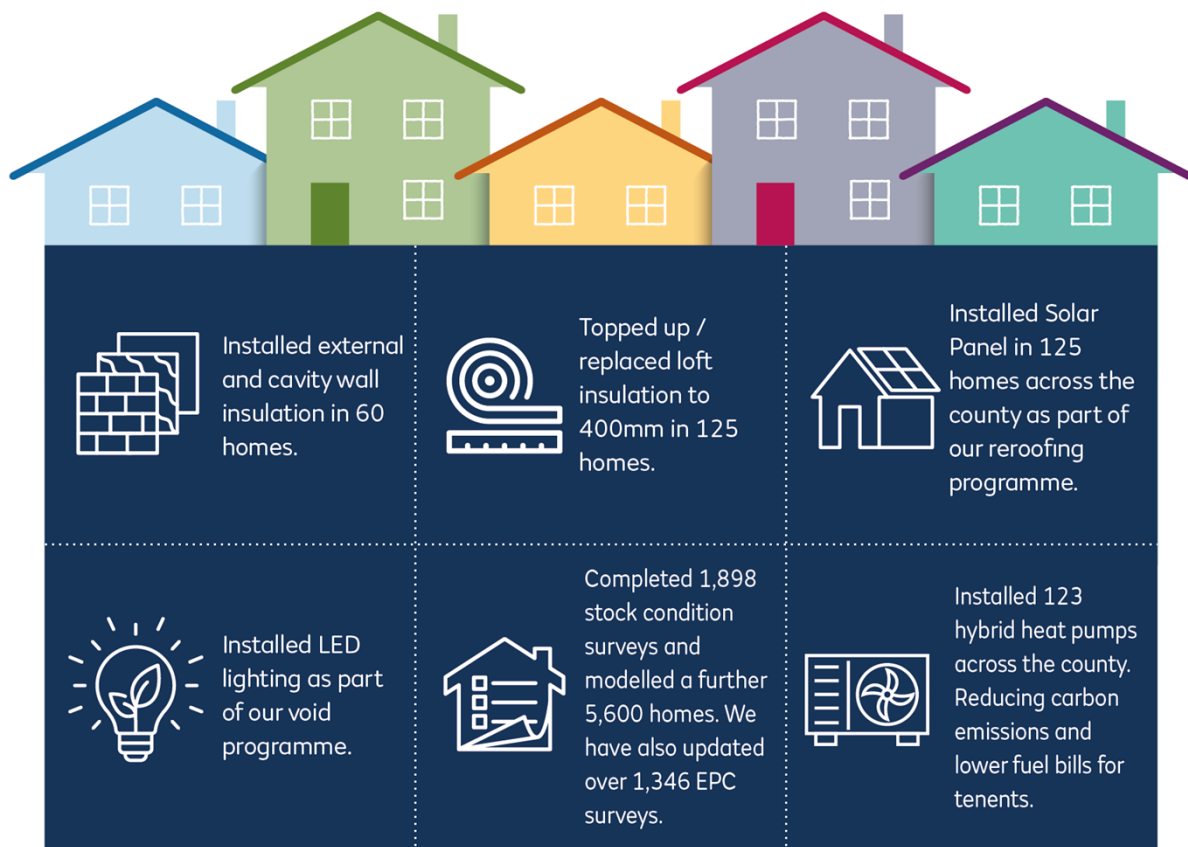 Installed external
and cavity wall
insulation in 60
homes.
Topped up /
replaced loft
insulation to
400mm in 125
homes.
Installed Solar
Panel in 125
homes across the
county as part of
our reroofing
programme.
Installed LED
lighting as part
of our void
programme.
Completed 1,898
stock condition
surveys and
modelled a further
5,600 homes. We
have also updated
over 1,346 EPC
surveys.
Installed 123
hybrid heat pumps
across the county.
Reducing carbon
emissions and
lower fuel bills for
tenents.